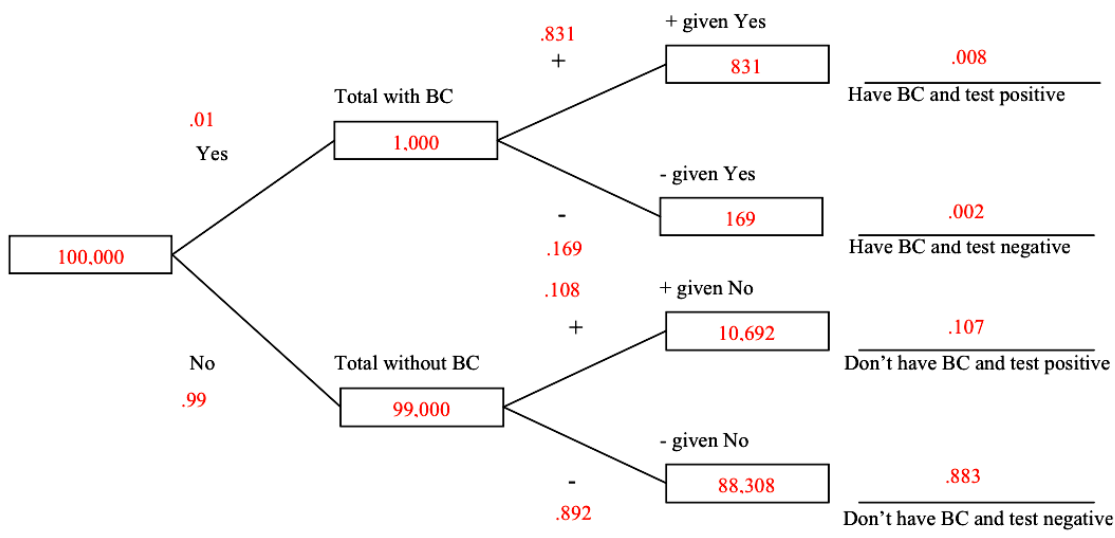 .831
+ given Yes
+
831
.008
Have BC and test positive
Total with BC
.01
Yes
1,000
- given Yes
-
169
.002
.169
Have BC and test negative
100,000
.108
+ given No
+
10,692
.107
Don't have BC and test positive
No
Total without BC
.99
99,000
- given No
-
88,308
.883
.892
Don't have BC and test negative